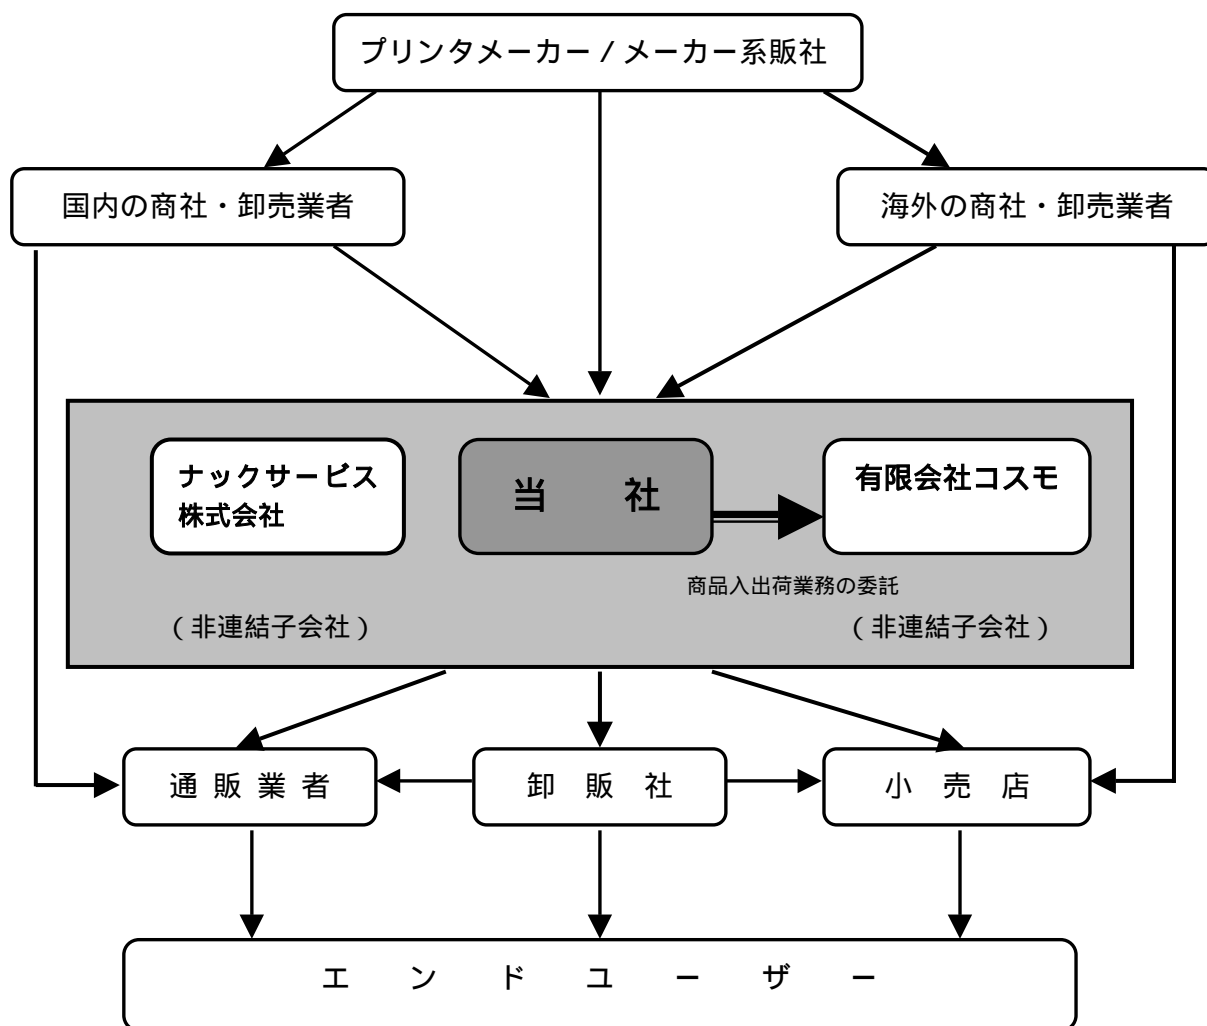 プリンタメーカー / メーカー系販社
国内の商社・卸売業者
海外の商社・卸売業者
ナックサービス
株式会社
当　社
有限会社コスモ
商品入出荷業務の委託
(非連結子会社)
(非連結子会社)
通 販 業 者
卸　販　社
小　売　店
エ　ン　ド　ユ　ー　ザ　ー